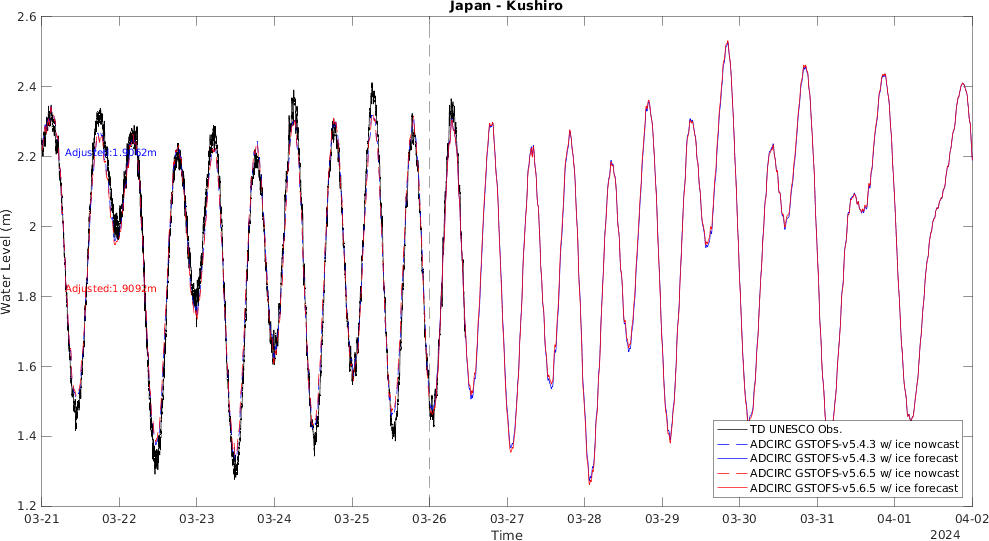 Japan - Kushiro
2.6
2.4
2.2
2
1.8
1.6
1.4
1.2
Water Level (m)
Adjusted:1.9062m
Adjusted:1.9092m
TD UNESCO Obs.
ADCIRC GSTOFS-v5.4.3 w/ ice nowcast
ADCIRC GSTOFS-v5.4.3 w/ ice forecast
ADCIRC GSTOFS-v5.6.5 w/ ice nowcast
ADCIRC GSTOFS-v5.6.5 w/ ice forecast
03-21 03-22 03-23 03-24 03-25 03-26 03-27 03-28 03-29 03-30 03-31 04-01 04-02
Time
2024